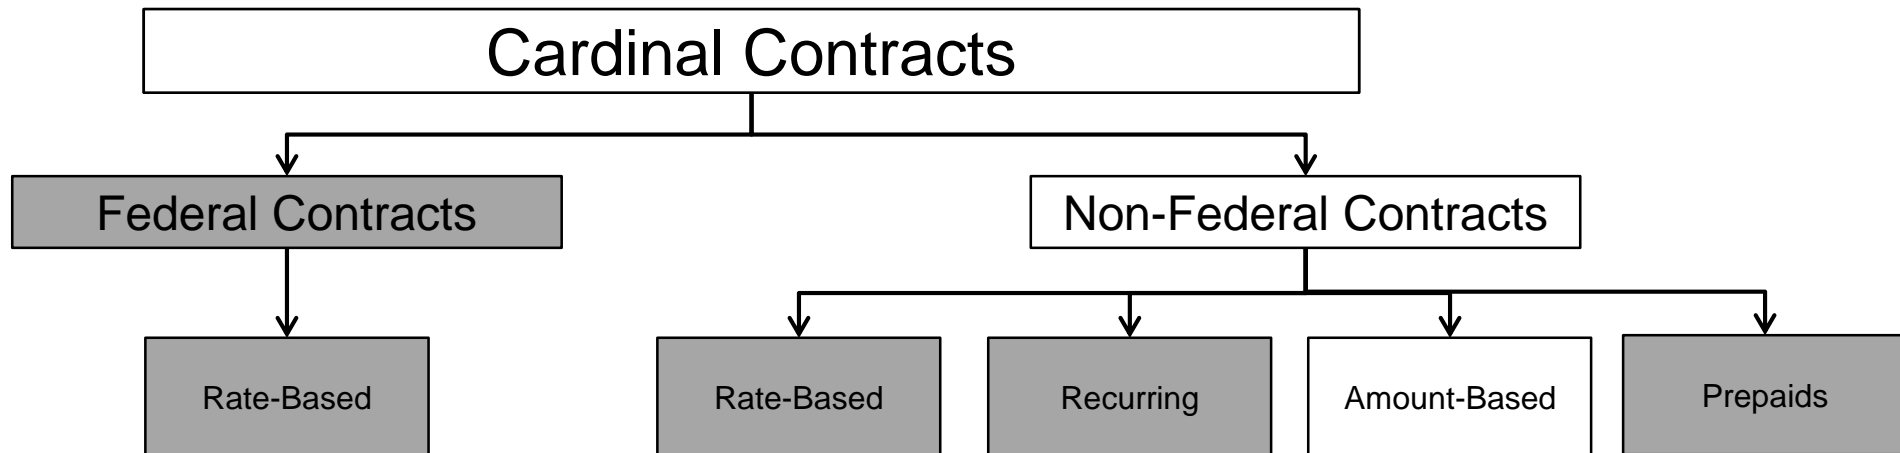 Cardinal Contracts
Federal Contracts
Non-Federal Contracts
Rate-Based
Rate-Based
Recurring
Amount-Based
Prepaids